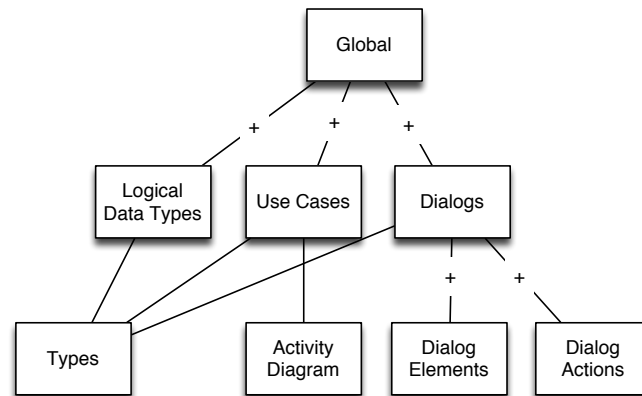 Global
+
+
+
Logical
Data Types
Use Cases
Dialogs
+
+
Types
Activity
Diagram
Dialog
Elements
Dialog
Actions